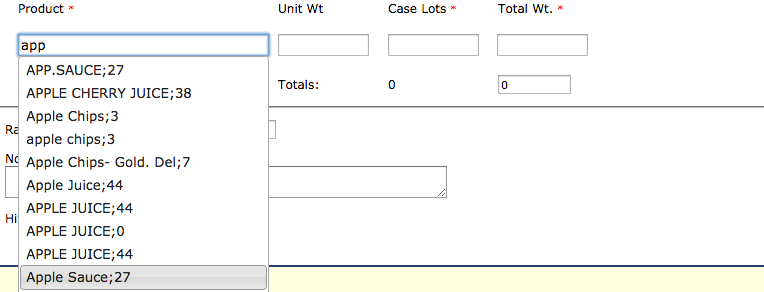 Product * Unit Wt Case Lots * Total Wt. *
app
APP.SAUCE;27
APPLE CHERRY JUICE;38
Totals: 0 0
Apple Chips;3
Ra
apple chips;3
No
Apple Chips- Gold. Del;7
Apple Juice;44
APPLE JUICE;44
Hi
APPLE JUICE;0
APPLE JUICE;44
Apple Sauce;27